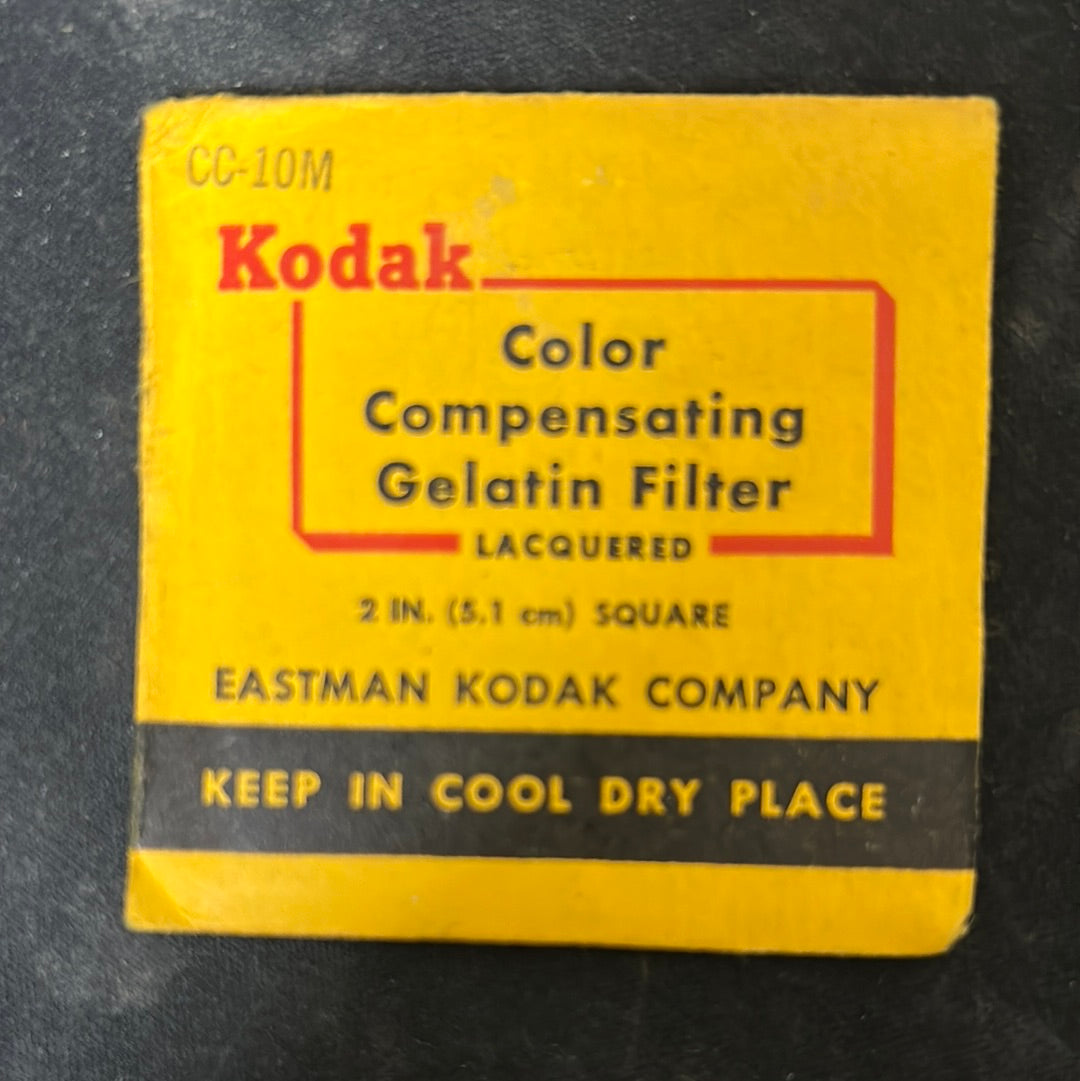 CC-10M
Kodak
Color
Compensating
Gelatin Filter
LACQUERED
2 IN. (5.1 cm) SQUARE
EASTMAN KODAK COMPANY
KEEP IN COOL DRY PLACE